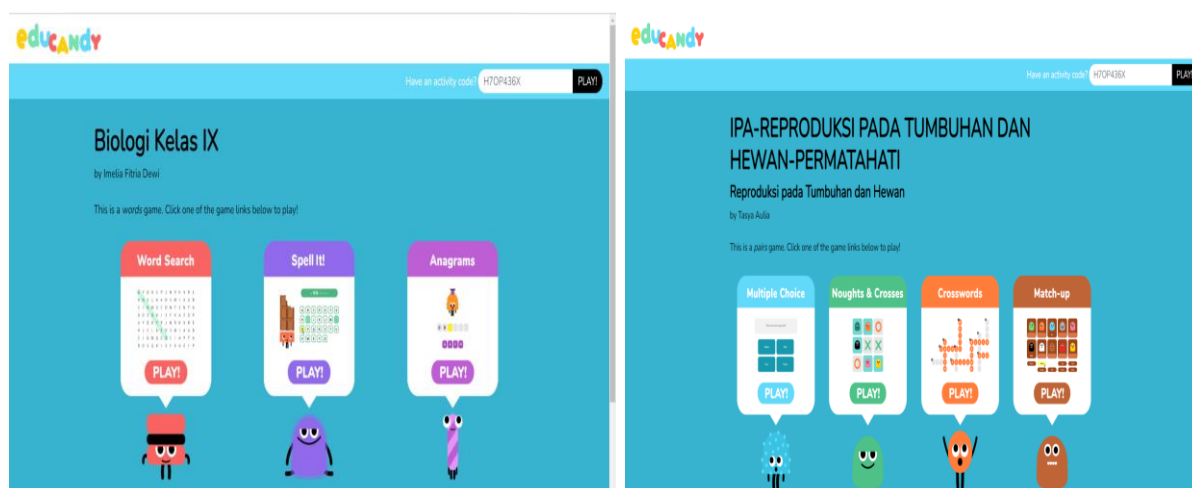 educandy
Have an activity code? H7OP436X PLAY!
Biologi Kelas IX
by Imelia Fitria Dewi
This is a words game. Click one of the game links below to play!
Word Search
Spell It!
Anagrams
PLAY!
PLAY!
PLAY!
educandy
Have an activity code? H7OP436X PLAY!
IPA-REPRODUKSI PADA TUMBUHAN DAN
HEWAN-PERMATAHATI
Reproduksi pada Tumbuhan dan Hewan
by Tasya Aulia
This is a pairs game. Click one of the game links below to play!
Multiple Choice
Noughts & Crosses
Crosswords
Match-up
PLAY!
PLAY!
PLAY!
PLAY!